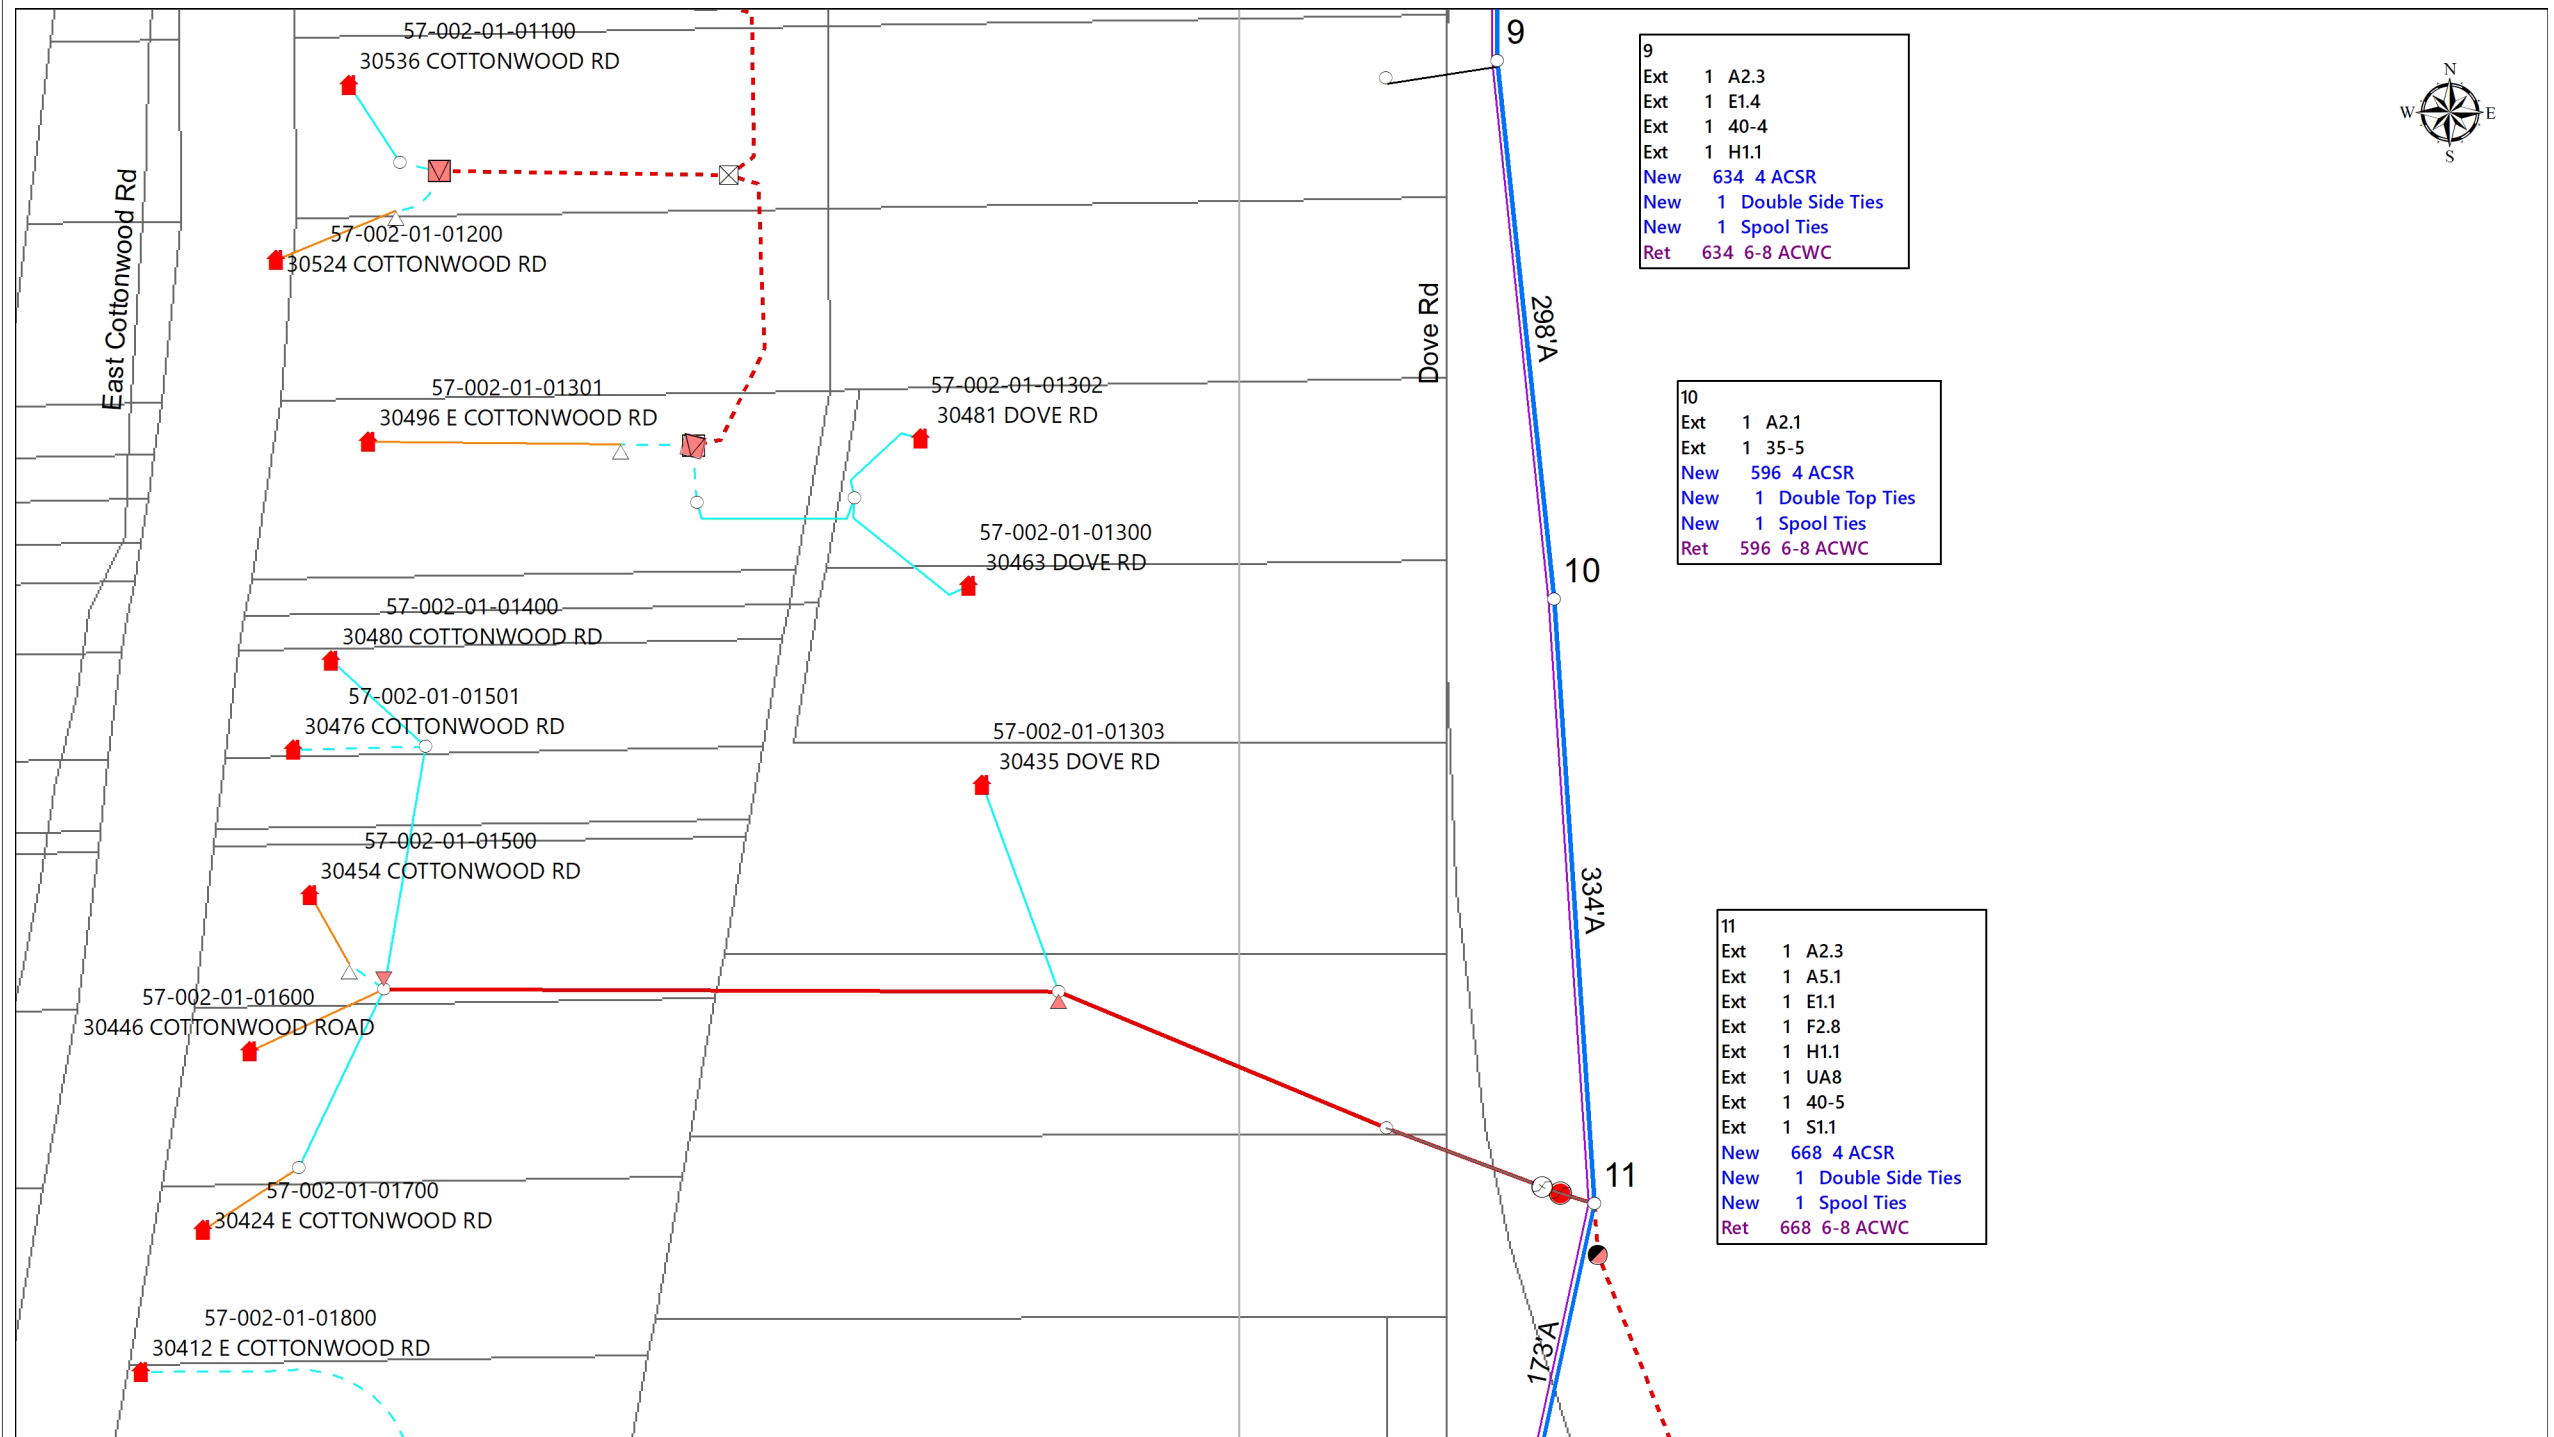 57-002-01-01100
30536 COTTONWOOD RD
57-002-01-01200
30524 COTTONWOOD RD
East Cottonwood Rd
57-002-01-01301
30496 E COTTONWOOD RD
57-002-01-01302
30481 DOVE RD
57-002-01-01300
30463 DOVE RD
57-002-01-01400
30480 COTTONWOOD RD
57-002-01-01501
30476 COTTONWOOD RD
57-002-01-01303
30435 DOVE RD
57-002-01-01500
30454 COTTONWOOD RD
57-002-01-01600
30446 COTTONWOOD ROAD
57-002-01-01700
30424 E COTTONWOOD RD
57-002-01-01800
30412 E COTTONWOOD RD
Dove Rd
9
298'A
10
334'A
11
173'A
9
Ext 1 A2.3
Ext 1 E1.4
Ext 1 40-4
Ext 1 H1.1
New 634 4 ACSR
New 1 Double Side Ties
New 1 Spool Ties
Ret 634 6-8 ACWC
10
Ext 1 A2.1
Ext 1 35-5
New 596 4 ACSR
New 1 Double Top Ties
New 1 Spool Ties
Ret 596 6-8 ACWC
11
Ext 1 A2.3
Ext 1 A5.1
Ext 1 E1.1
Ext 1 F2.8
Ext 1 H1.1
Ext 1 UA8
Ext 1 40-5
Ext 1 S1.1
New 668 4 ACSR
New 1 Double Side Ties
New 1 Spool Ties
Ret 668 6-8 ACWC
N
W E
S